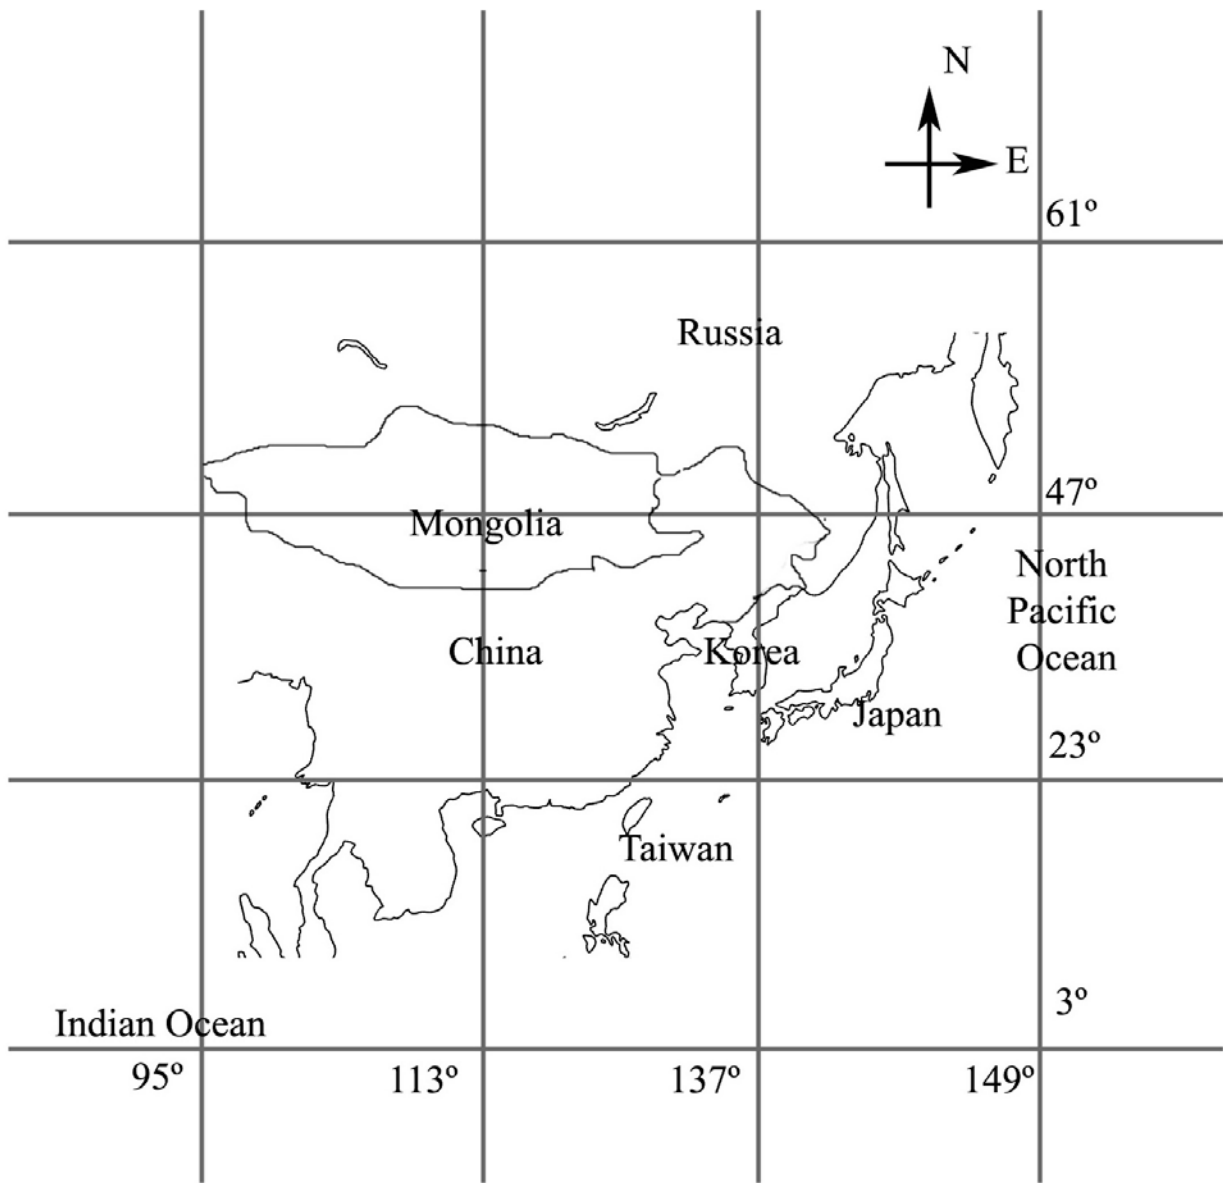 N
E
61º
Russia
47º
Mongolia
North
Pacific
Ocean
China
Korea
Japan
23º
Taiwan
3º
Indian Ocean
95º
113º
137º
149º